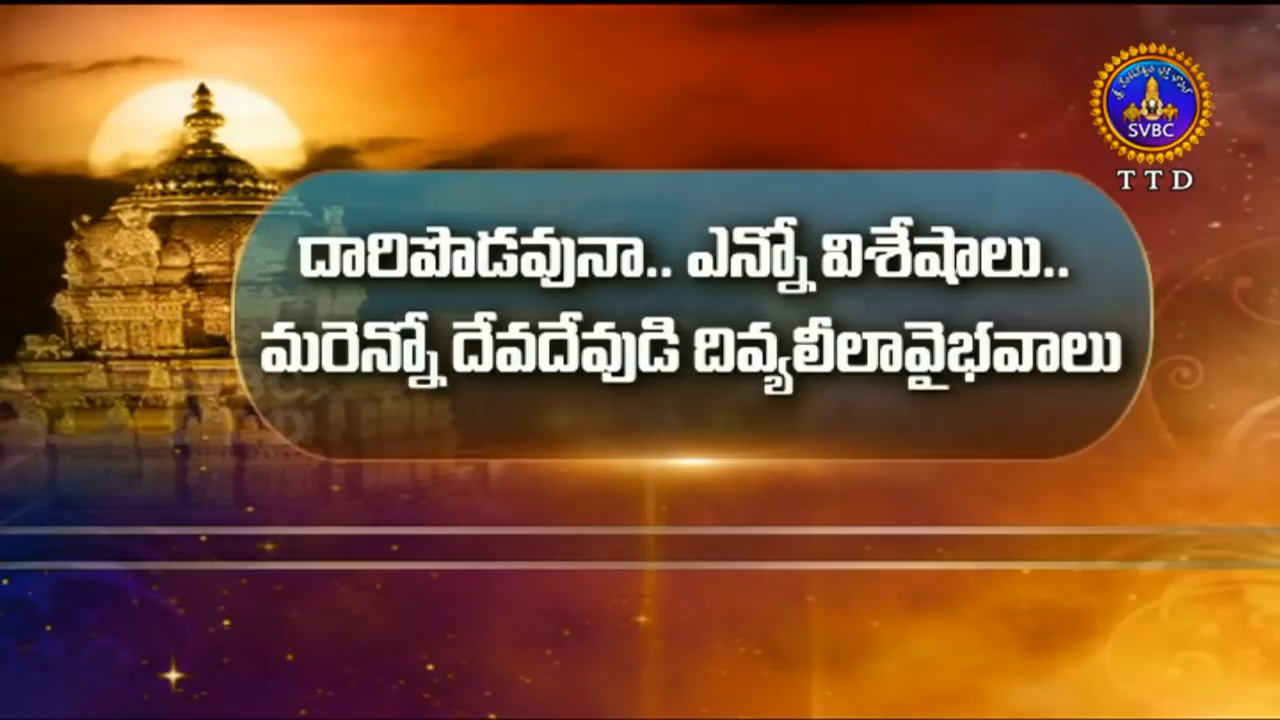 దారిపొడవునా.. ఎన్నో విశేషాలు..
మరెన్నో దేవదేవుడి దివ్యలీలావైభవాలు
SVBC
TTD